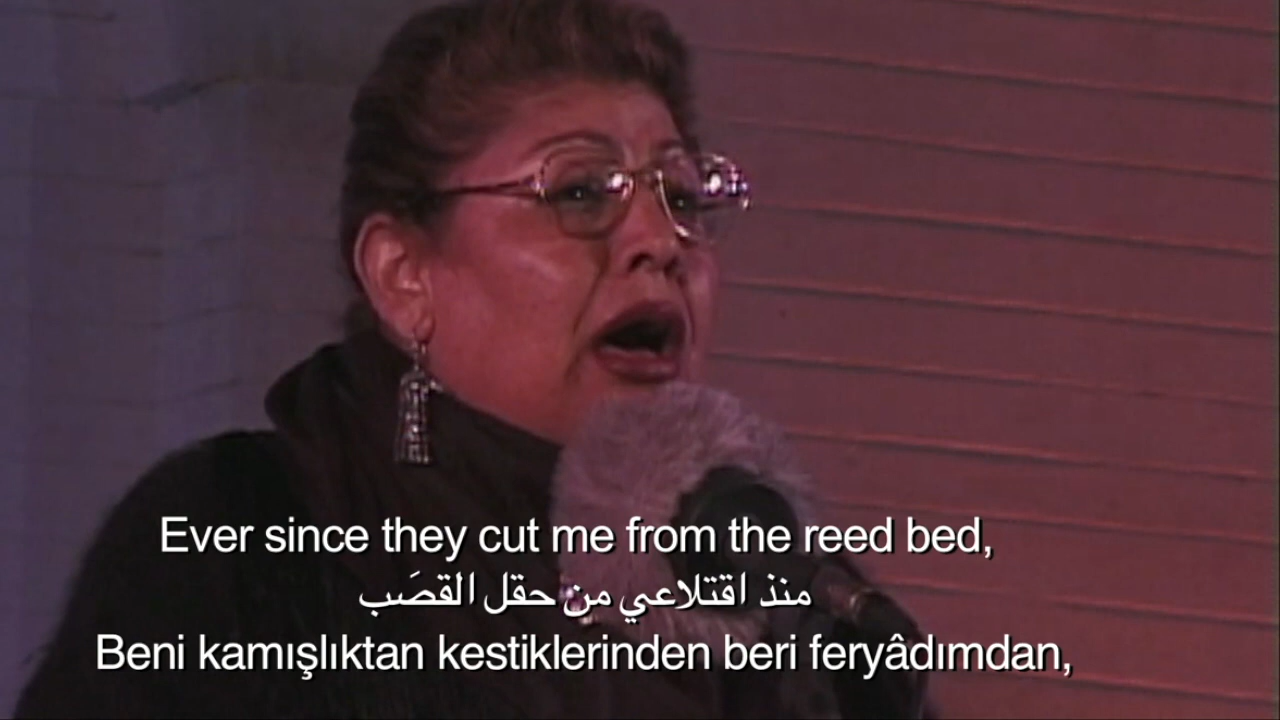 Ever since they cut me from the reed bed,
منذ اقتلاعي من حقل القصَب
Beni kamışlıktan kestiklerinden beri feryâdımdan,